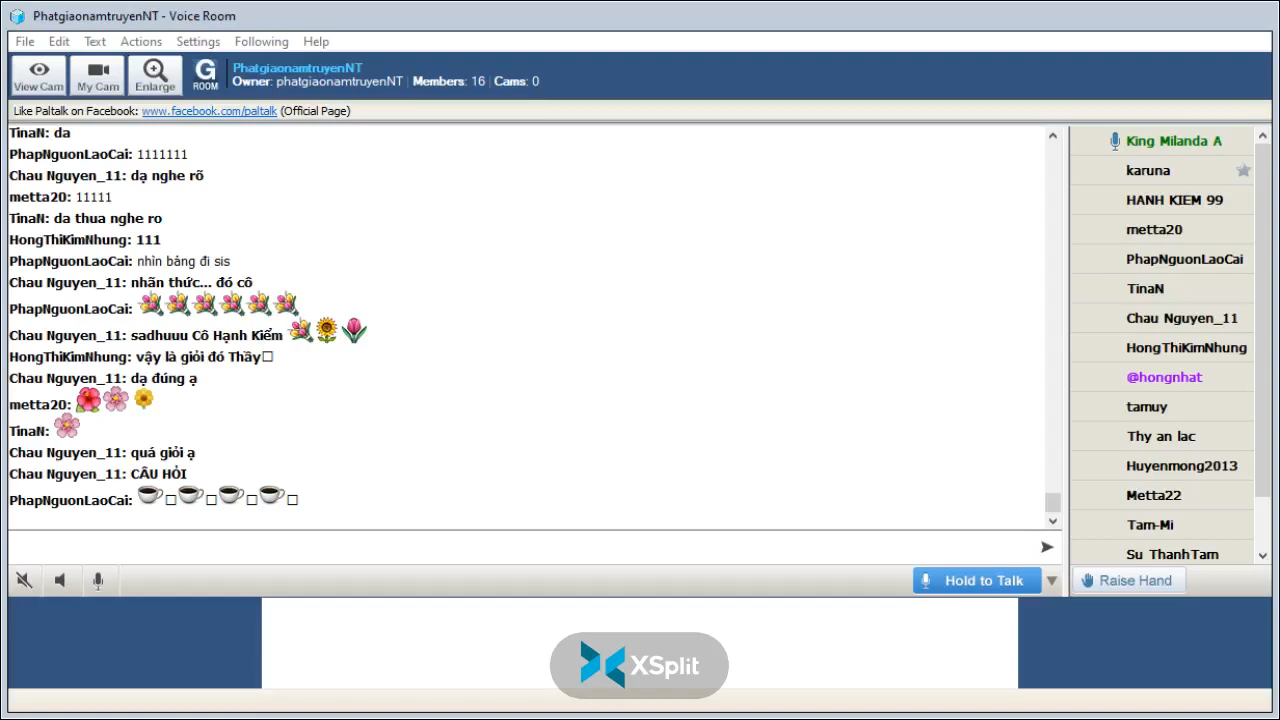 PhatgiaonamtruyenNT - Voice Room
File Edit Text Actions Settings Following Help
View Cam My Cam Enlarge G ROOM
PhatgiaonamtruyenNT
Owner: phatgiaonamtruyenNT Members: 16 Cams: 0
Like Paltalk on Facebook: www.facebook.com/paltalk (Official Page)
TinaN: da
PhapNguonLaoCai: 1111111
Chau Nguyen_11: dạ nghe rõ
metta20: 11111
TinaN: da thua nghe ro
HongThiKimNhung: 111
PhapNguonLaoCai: nhìn bảng đi sis
Chau Nguyen_11: nhãn thức... đó cô
PhapNguonLaoCai:
Chau Nguyen_11: sadhuuu Cô Hạnh Kiểm
HongThiKimNhung: vậy là giỏi đó Thầy
Chau Nguyen_11: dạ đúng ạ
metta20:
TinaN:
Chau Nguyen_11: quá giỏi ạ
Chau Nguyen_11: CÂU HỎI
PhapNguonLaoCai:
King Milanda A
karuna
HANH KIEM 99
metta20
PhapNguonLaoCai
TinaN
Chau Nguyen_11
HongThiKimNhung
@hongnhat
tamuy
Thy an lac
Huyenmong2013
Metta22
Tam-Mi
Su ThanhTam
Hold to Talk
Raise Hand
XSplit